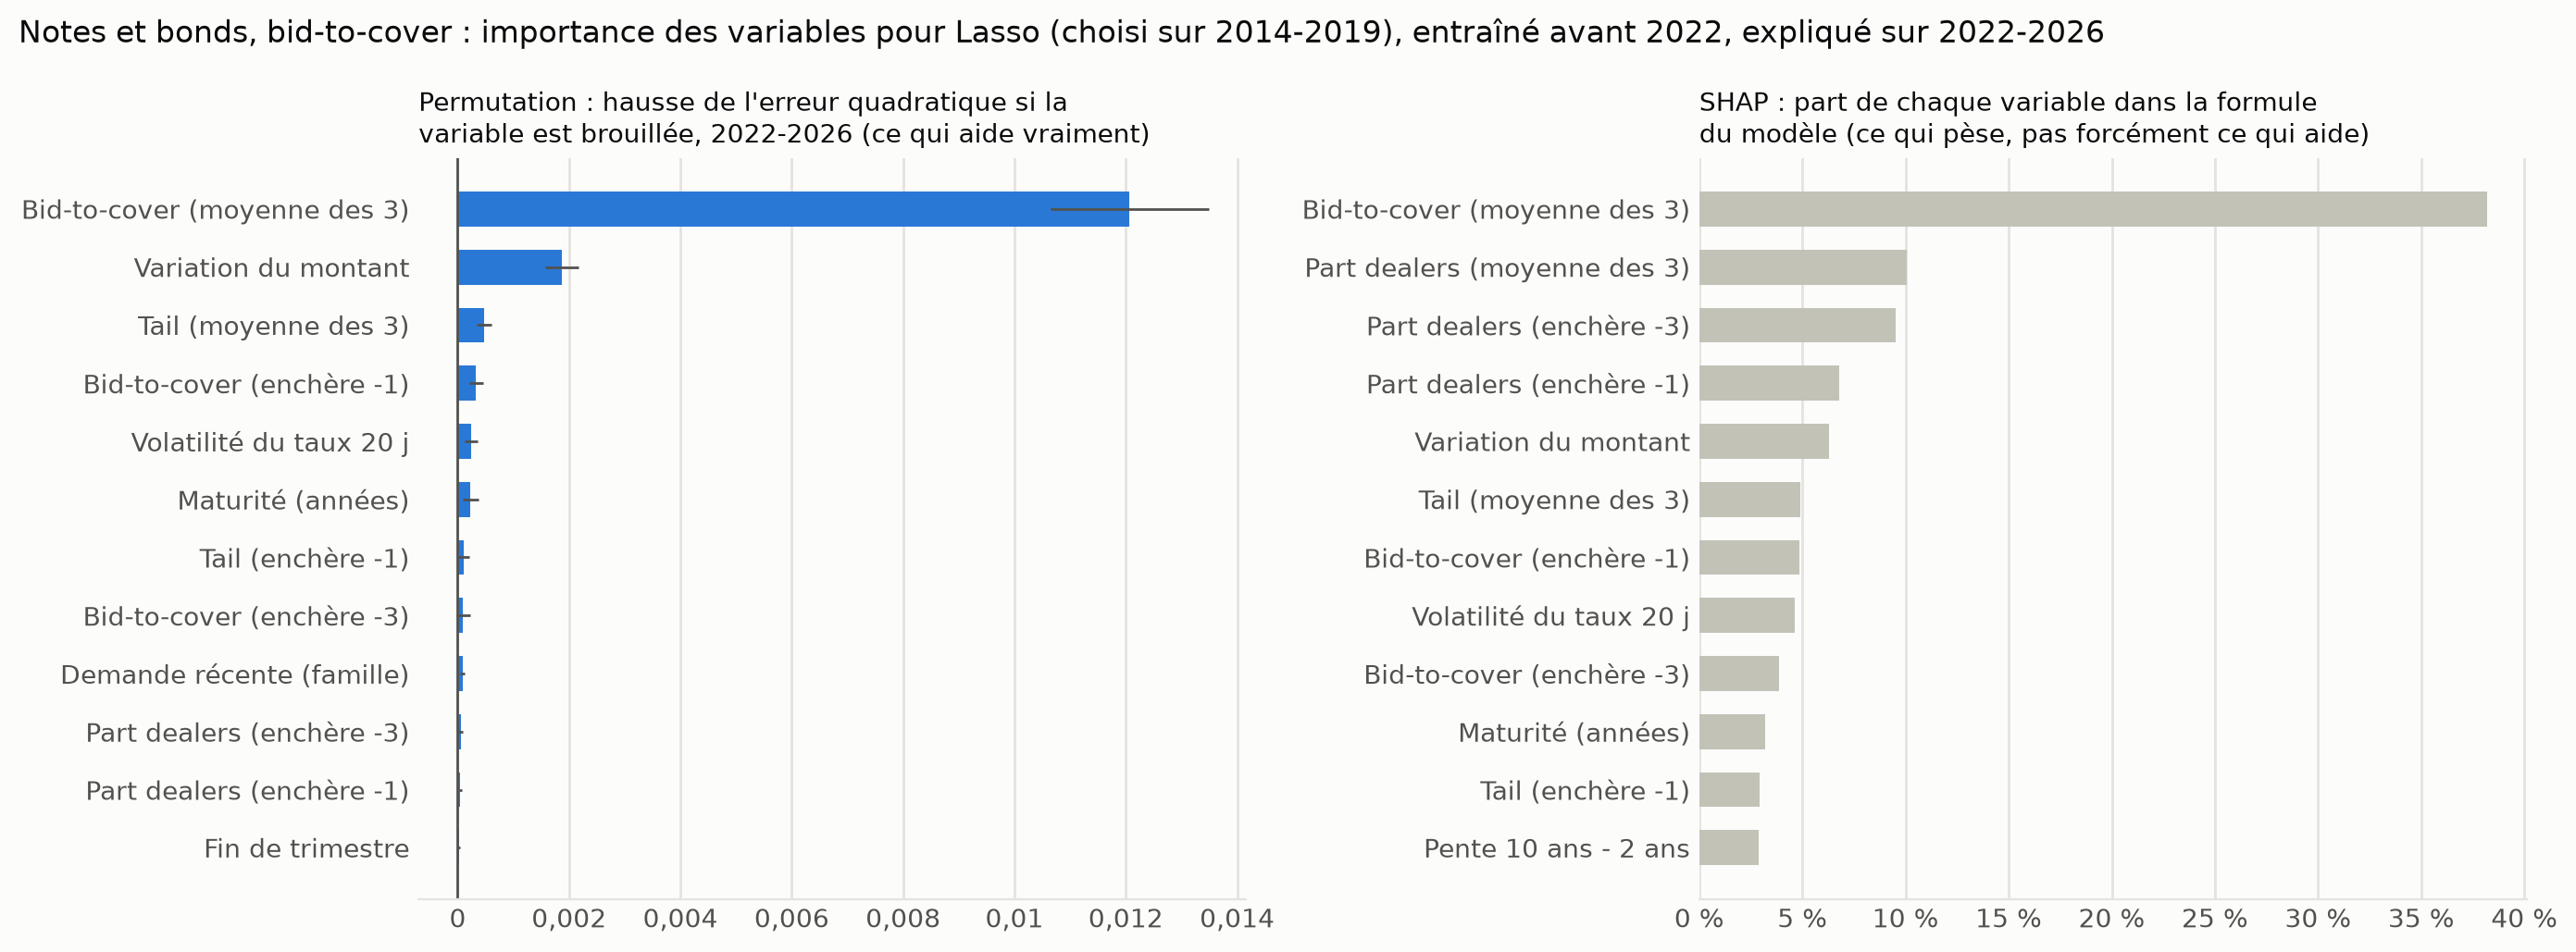 Notes et bonds, bid-to-cover : importance des variables pour Lasso (choisi sur 2014-2019), entraîné avant 2022, expliqué sur 2022-2026
Permutation : hausse de l'erreur quadratique si la
variable est brouillée, 2022-2026 (ce qui aide vraiment)
Bid-to-cover (moyenne des 3)
Variation du montant
Tail (moyenne des 3)
Bid-to-cover (enchère -1)
Volatilité du taux 20 j
Maturité (années)
Tail (enchère -1)
Bid-to-cover (enchère -3)
Demande récente (famille)
Part dealers (enchère -3)
Part dealers (enchère -1)
Fin de trimestre
0 0,002 0,004 0,006 0,008 0,01 0,012 0,014
SHAP : part de chaque variable dans la formule
du modèle (ce qui pèse, pas forcément ce qui aide)
Bid-to-cover (moyenne des 3)
Part dealers (moyenne des 3)
Part dealers (enchère -3)
Part dealers (enchère -1)
Variation du montant
Tail (moyenne des 3)
Bid-to-cover (enchère -1)
Volatilité du taux 20 j
Bid-to-cover (enchère -3)
Maturité (années)
Tail (enchère -1)
Pente 10 ans - 2 ans
0 % 5 % 10 % 15 % 20 % 25 % 30 % 35 % 40 %